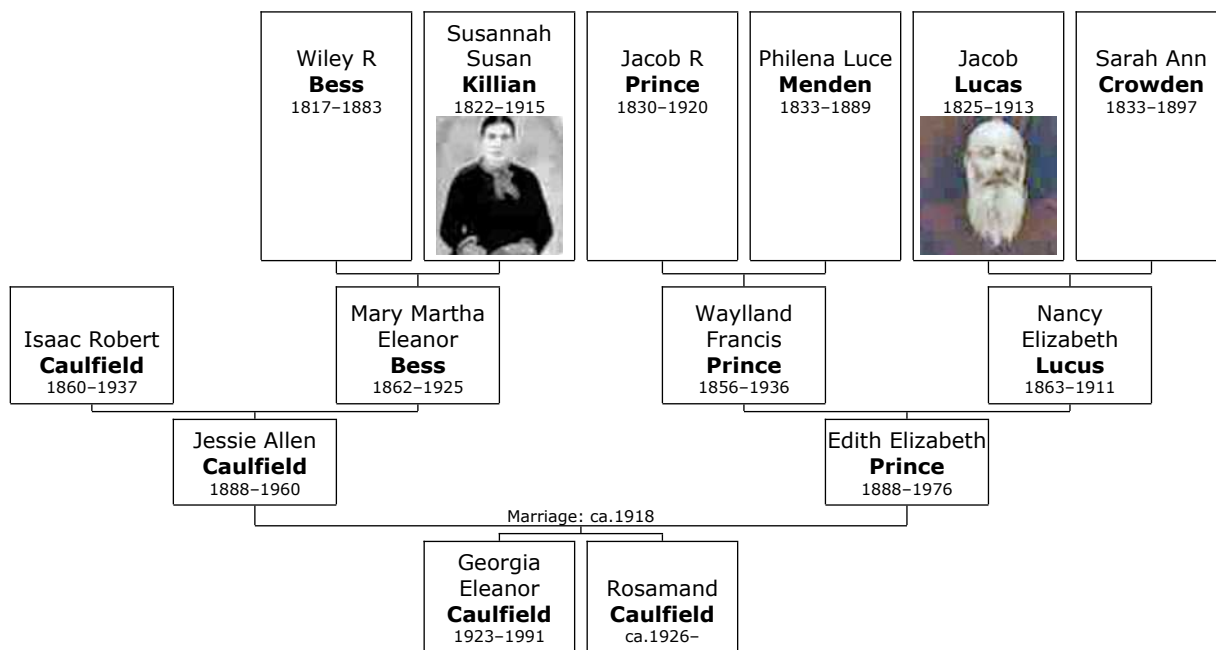 Wiley R
Bess
1817–1883
Susannah
Susan
Killian
1822–1915
Jacob R
Prince
1830–1920
Philena Luce
Menden
1833–1889
Jacob
Lucas
1825–1913
Sarah Ann
Crowden
1833–1897
Isaac Robert
Caulfield
1860–1937
Mary Martha
Eleanor
Bess
1862–1925
Waylland
Francis
Prince
1856–1936
Nancy
Elizabeth
Lucus
1863–1911
Jessie Allen
Caulfield
1888–1960
Edith Elizabeth
Prince
1888–1976
Marriage: ca.1918
Georgia
Eleanor
Caulfield
1923–1991
Rosamand
Caulfield
ca.1926–